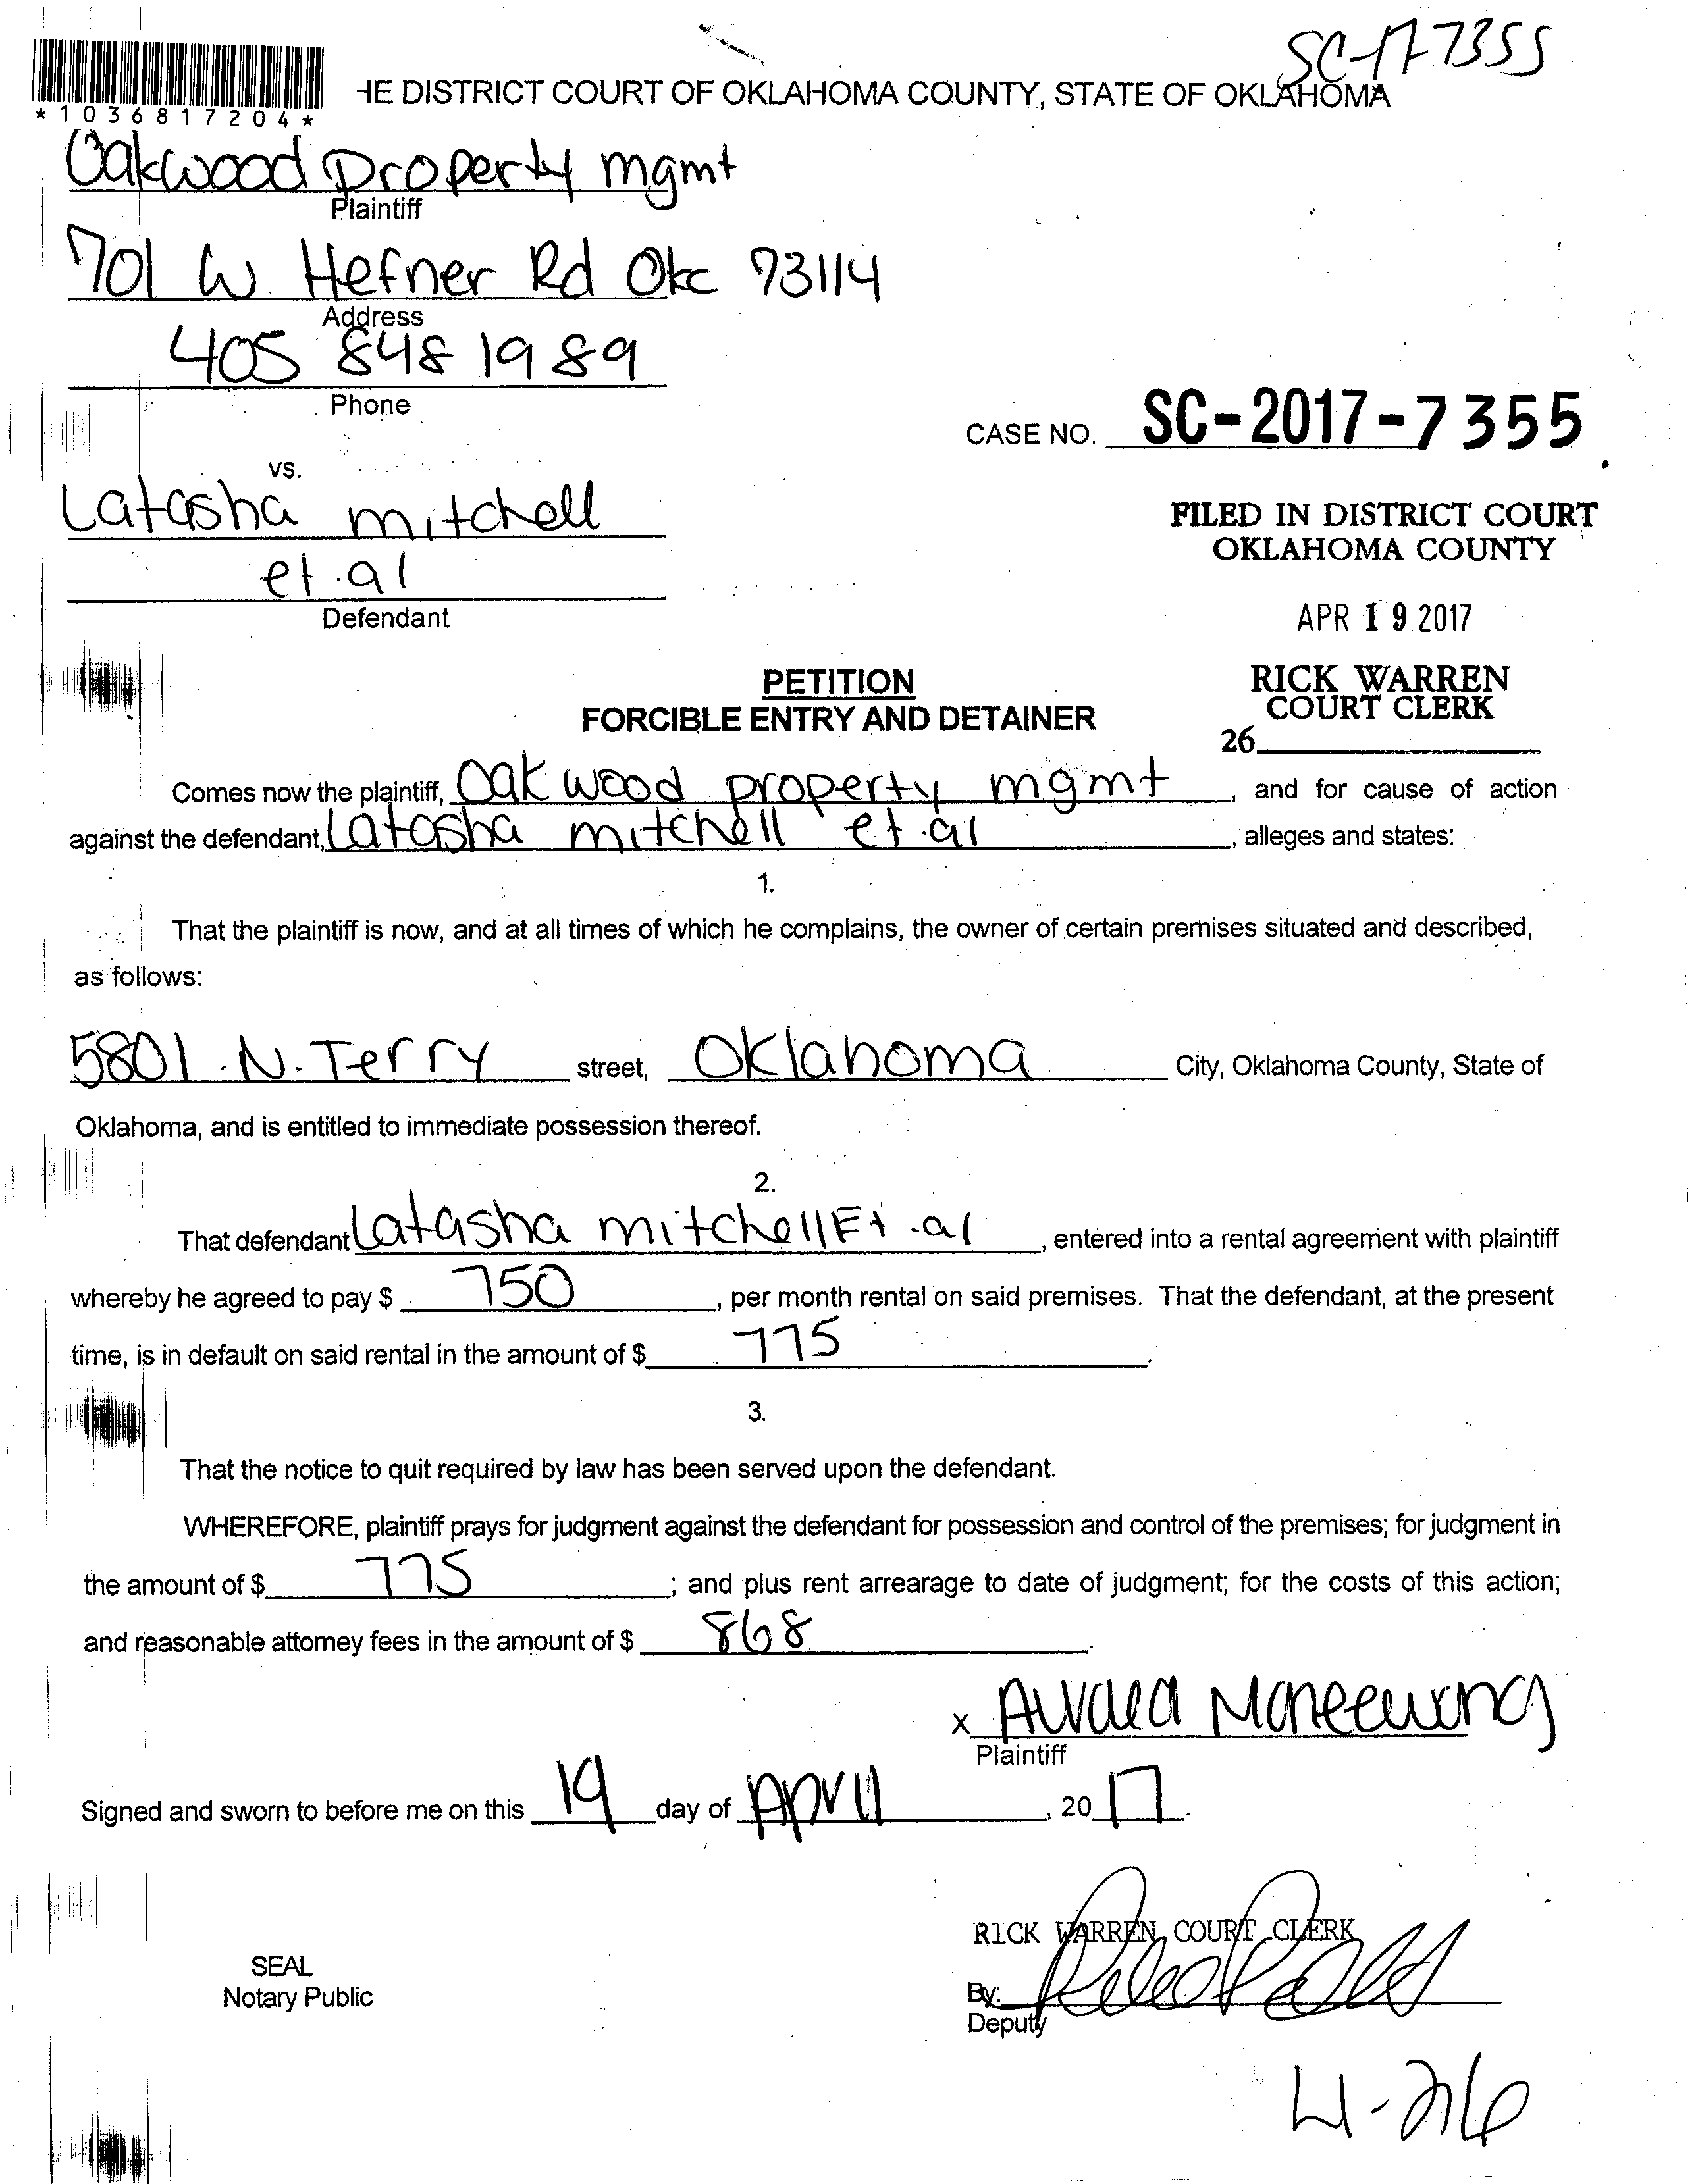 SC-17-7355
*1036817204*
HE DISTRICT COURT OF OKLAHOMA COUNTY, STATE OF OKLAHOMA
Oakwood Property mgmt
Plaintiff
701 W. Hefner Rd Okc 73114
Address
405 848 1989
Phone
CASE NO. SC-2017-7355
vs.
Latasha mitchell
et.al
Defendant
FILED IN DISTRICT COURT
OKLAHOMA COUNTY
APR 19 2017
RICK WARREN
COURT CLERK
26
PETITION
FORCIBLE ENTRY AND DETAINER
Comes now the plaintiff, Oakwood property mgmt, and for cause of action
against the defendant, Latasha mitchell et.al, alleges and states:
1.
That the plaintiff is now, and at all times of which he complains, the owner of certain premises situated and described,
as follows:
5801 N. Terry street, Oklahoma City, Oklahoma County, State of
Oklahoma, and is entitled to immediate possession thereof.
2.
That defendant Latasha mitchell Et.al, entered into a rental agreement with plaintiff
whereby he agreed to pay $ 750, per month rental on said premises. That the defendant, at the present
time, is in default on said rental in the amount of $ 775.
3.
That the notice to quit required by law has been served upon the defendant.
WHEREFORE, plaintiff prays for judgment against the defendant for possession and control of the premises; for judgment in
the amount of $ 775; and plus rent arrearage to date of judgment; for the costs of this action;
and reasonable attorney fees in the amount of $ 868.
x
Plaintiff
Signed and sworn to before me on this 19 day of April, 2017.
RICK WARREN, COURT CLERK
SEAL
Notary Public
By:
Deputy
4-26